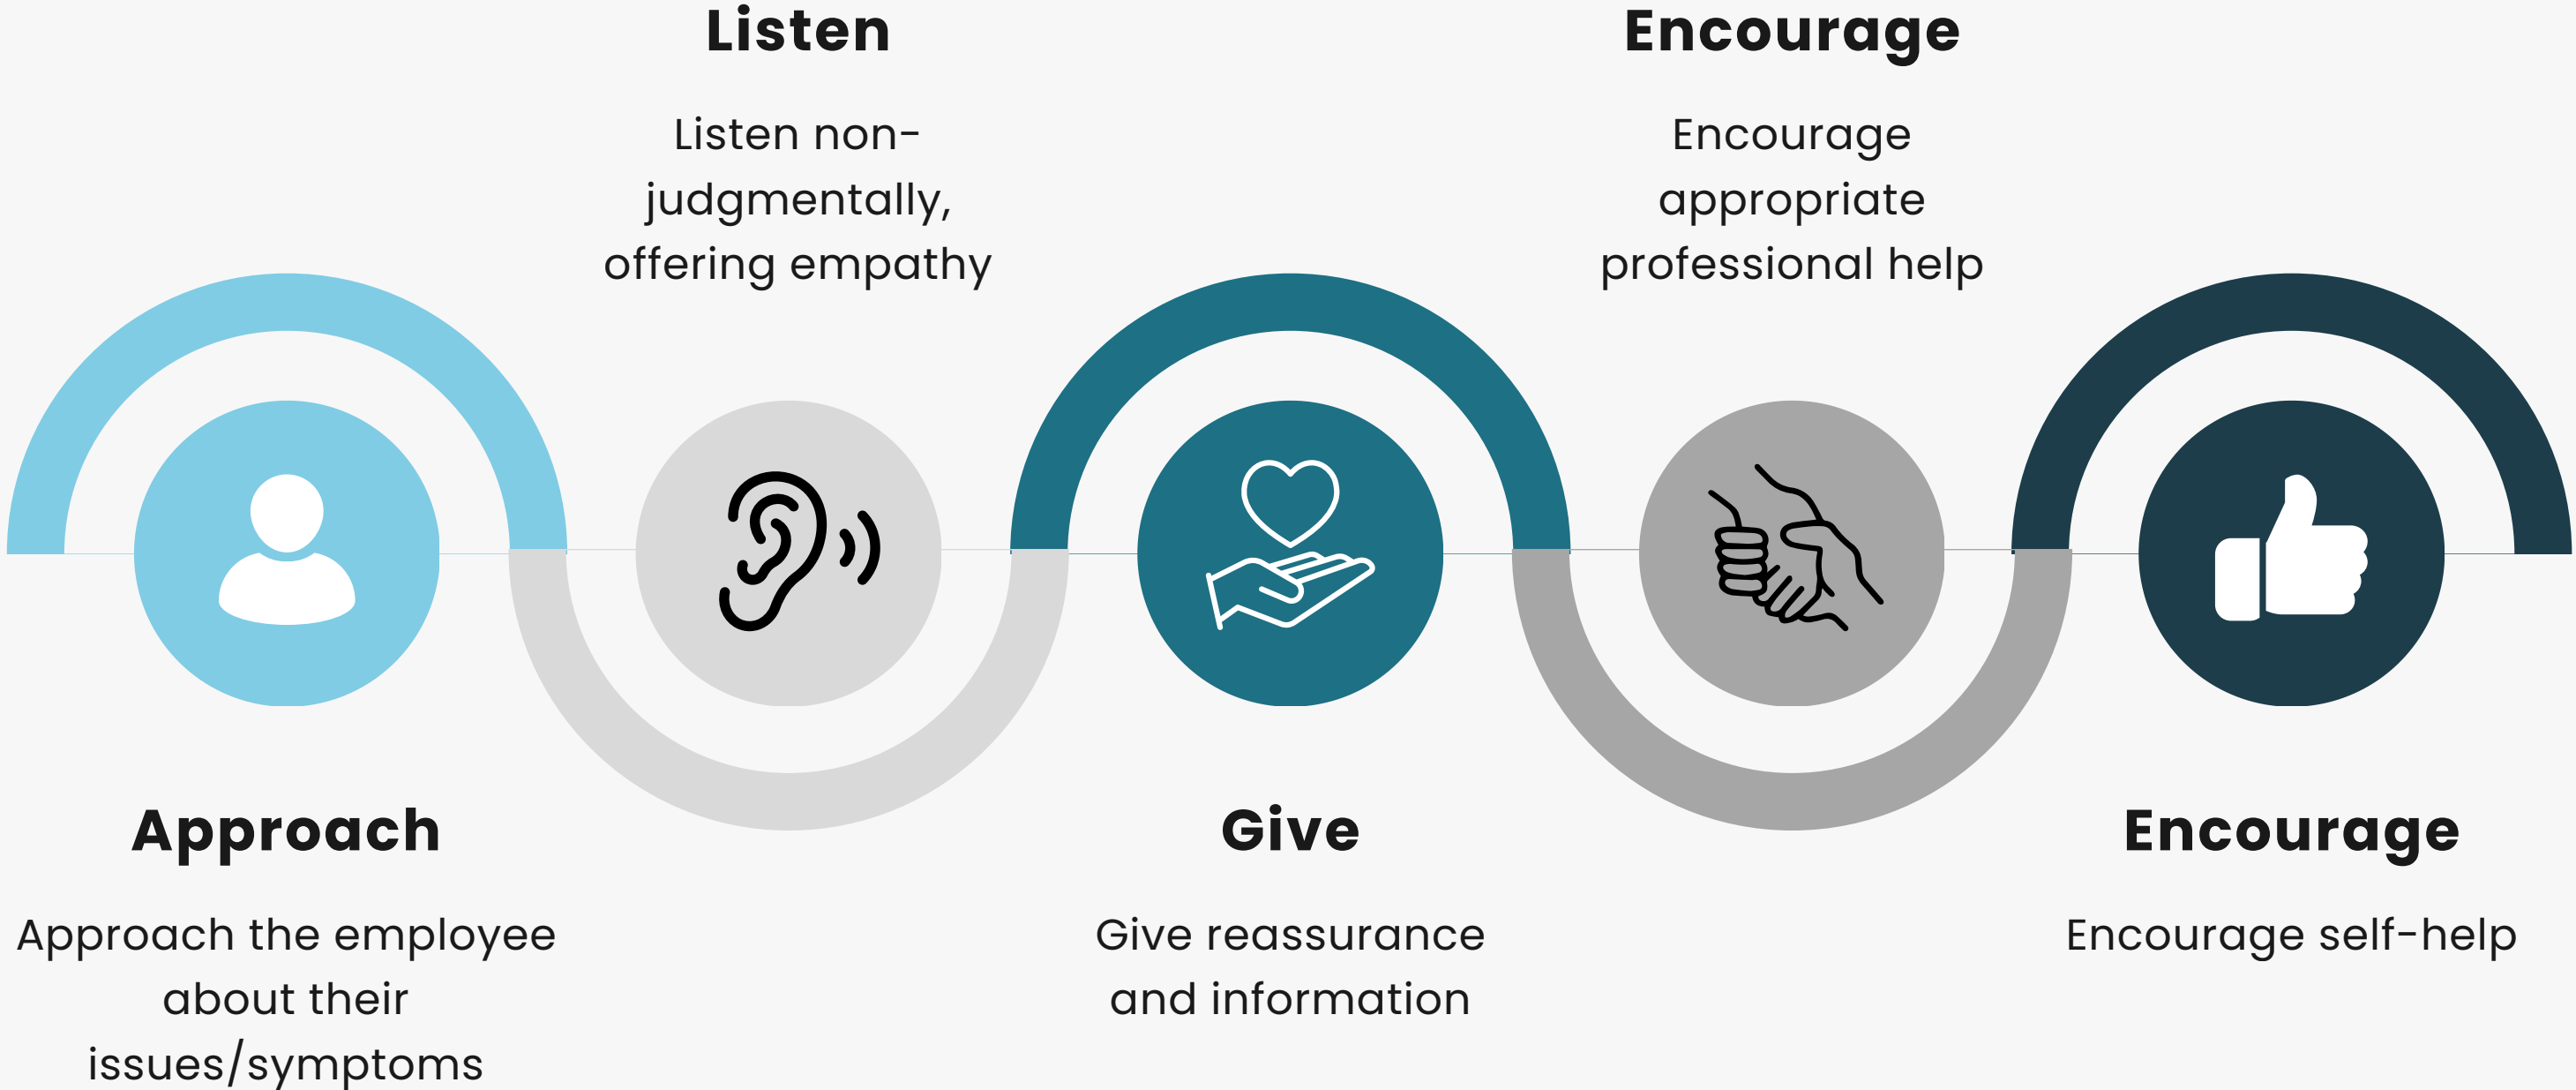 Approach
Approach the employee
about their
issues/symptoms
Listen
Listen non-
judgmentally,
offering empathy
Give
Give reassurance
and information
Encourage
Encourage
appropriate
professional help
Encourage
Encourage self-help